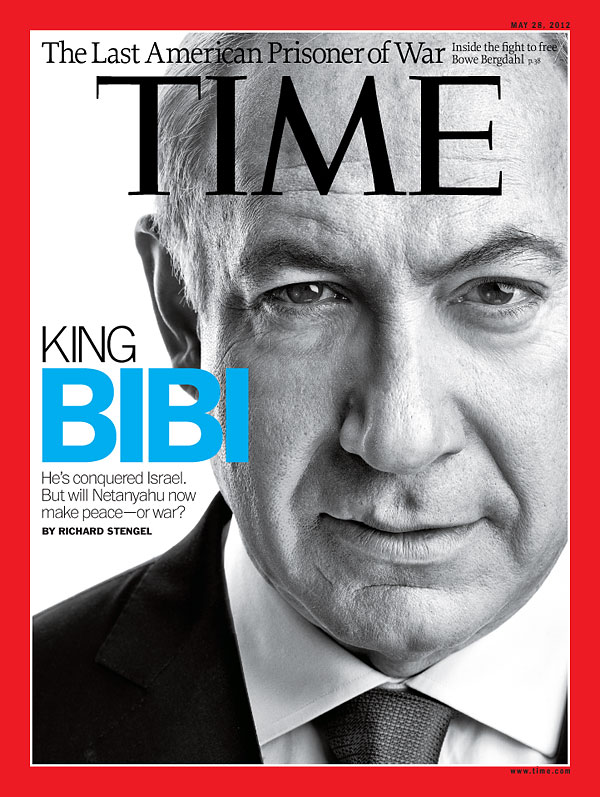 MAY 28, 2012
The Last American Prisoner of War
Inside the fight to free
Bowe Bergdahl p.38
TIME
KING
BIBI
He's conquered Israel.
But will Netanyahu now
make peace—or war?
BY RICHARD STENGEL
www.time.com